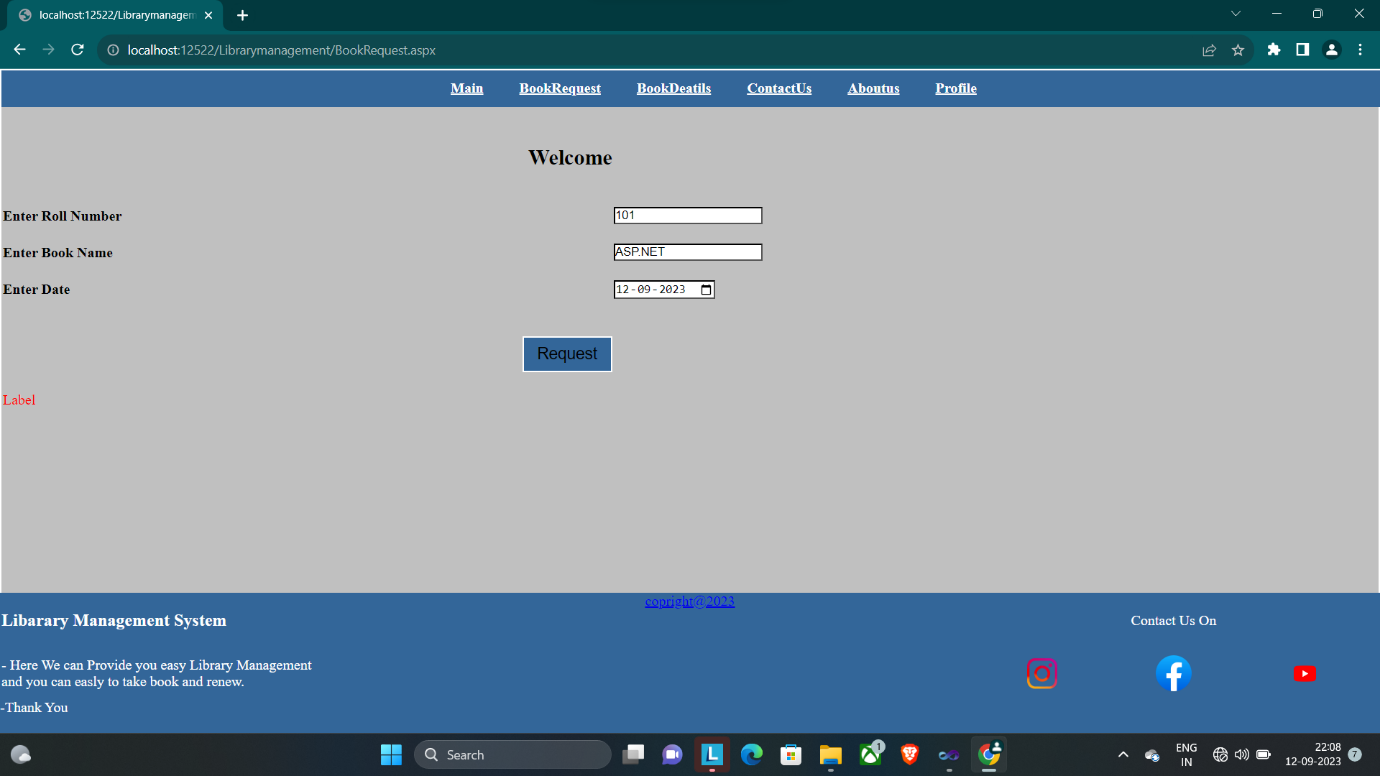 localhost:12522/Librarymanagem
localhost:12522/Librarymanagement/BookRequest.aspx
Main BookRequest BookDeatils ContactUs Aboutus Profile
Welcome
Enter Roll Number 101
Enter Book Name ASP.NET
Enter Date 12-09-2023
Request
Label
copright@2023
Libarary Management System Contact Us On
- Here We can Provide you easy Library Management
and you can easly to take book and renew.
-Thank You
Search
L
1
ENG
IN
22:08
12-09-2023
7